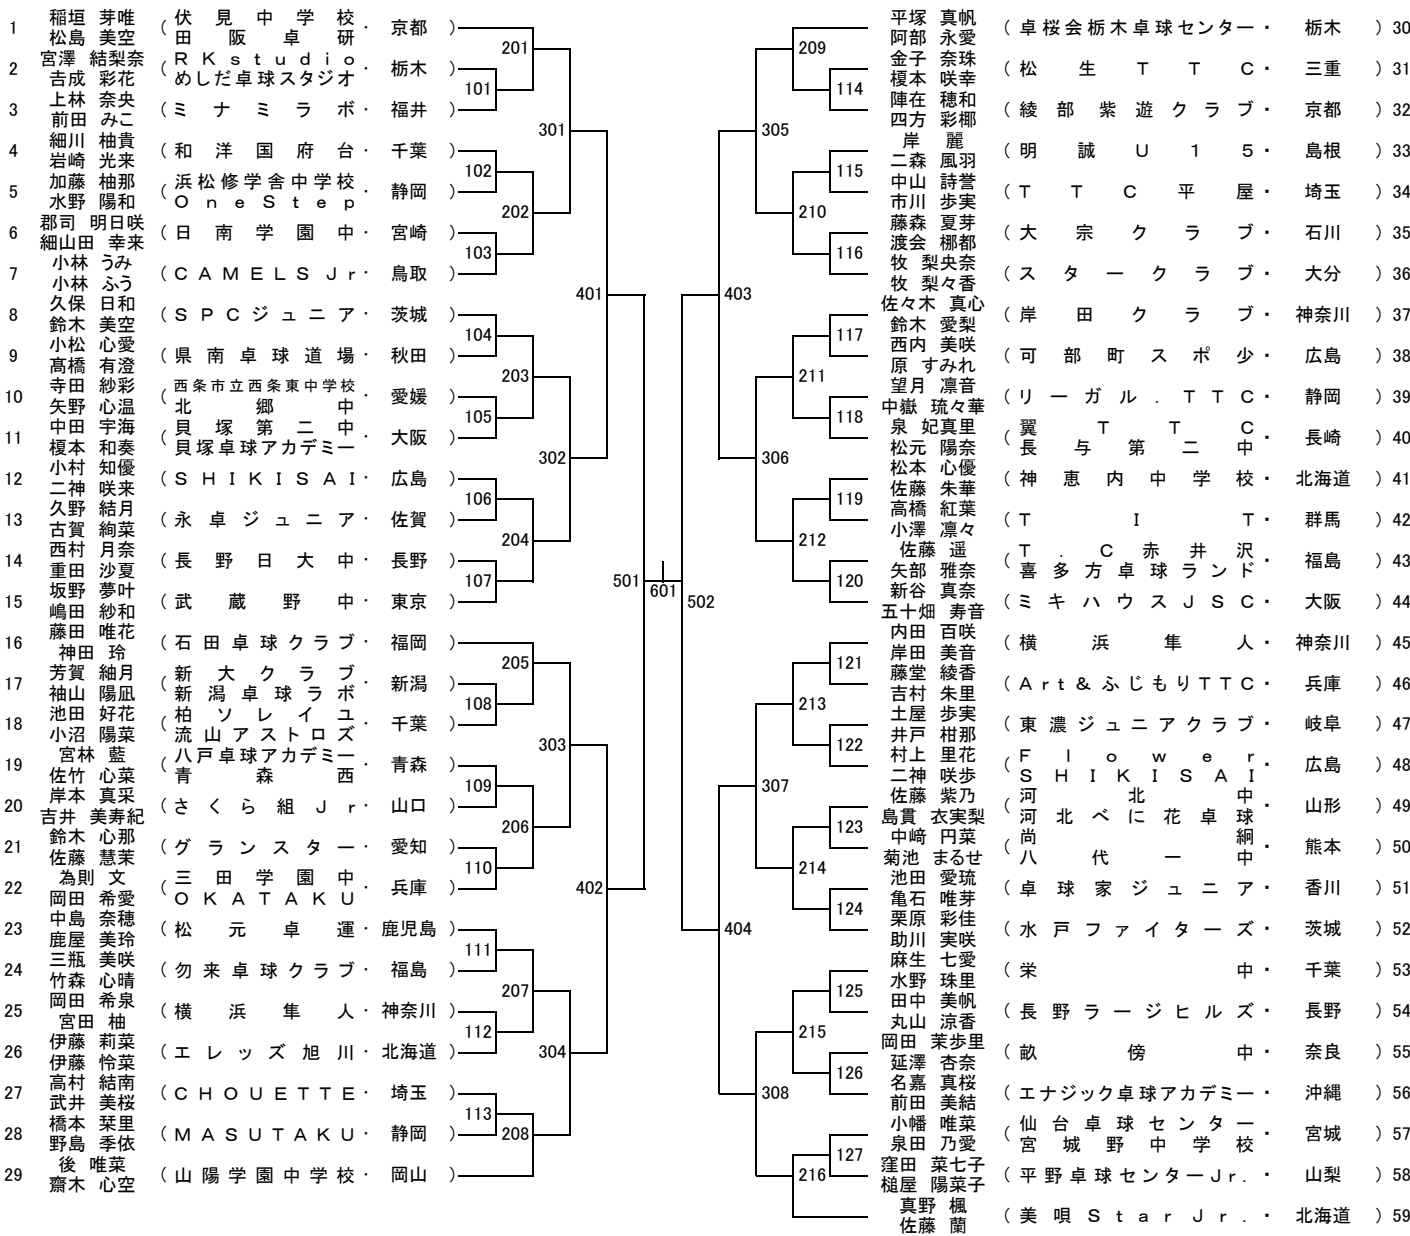 1 稲垣 芽唯 松島 美空 ( 伏見中学校 田阪卓研 ・ 京都 )
2 宮澤 結梨奈 吉成 彩花 ( RKstudio めしだ卓球スタジオ ・ 栃木 )
3 上林 奈央 前田 みこ ( ミナミラボ ・ 福井 )
4 細川 柚貴 岩崎 光来 ( 和洋国府台 ・ 千葉 )
5 加藤 柚那 水野 陽和 ( 浜松修学舎中学校 OneStep ・ 静岡 )
6 郡司 明日咲 細山田 幸来 ( 日南学園中 ・ 宮崎 )
7 小林 うみ 小林 ふう ( CAMELS Jr ・ 鳥取 )
8 久保 日和 鈴木 美空 ( SPCジュニア ・ 茨城 )
9 小松 心愛 髙橋 有澄 ( 県南卓球道場 ・ 秋田 )
10 寺田 紗彩 矢野 心温 ( 西条市立西条東中学校 北郷中 ・ 愛媛 )
11 中田 宇海 榎本 和奏 ( 貝塚第二中 貝塚卓球アカデミー ・ 大阪 )
12 小村 知優 二神 咲来 ( SHIKISAI ・ 広島 )
13 久野 結月 古賀 絢菜 ( 永卓ジュニア ・ 佐賀 )
14 西村 月奈 重田 沙夏 ( 長野日大中 ・ 長野 )
15 坂野 夢叶 嶋田 紗和 ( 武蔵野中 ・ 東京 )
16 藤田 唯花 神田 玲 ( 石田卓球クラブ ・ 福岡 )
17 芳賀 紬月 袖山 陽凪 ( 新大クラブ 新潟卓球ラボ ・ 新潟 )
18 池田 好花 小沼 陽菜 ( 柏ソレイユ 流山アストロズ ・ 千葉 )
19 宮林 藍 佐竹 心菜 ( 八戸卓球アカデミー 青森西 ・ 青森 )
20 岸本 真采 吉井 美寿紀 ( さくら組Jr ・ 山口 )
21 鈴木 心那 佐藤 慧茉 ( グランスター ・ 愛知 )
22 為則 文 岡田 希愛 ( 三田学園中 OKATAKU ・ 兵庫 )
23 中島 奈穂 鹿屋 美玲 ( 松元卓運 ・ 鹿児島 )
24 三瓶 美咲 竹森 心晴 ( 勿来卓球クラブ ・ 福島 )
25 岡田 希泉 宮田 柚 ( 横浜隼人 ・ 神奈川 )
26 伊藤 莉菜 伊藤 怜菜 ( エレッズ旭川 ・ 北海道 )
27 高村 結南 武井 美桜 ( CHOUETTE ・ 埼玉 )
28 橋本 栞里 野島 季依 ( MASUTAKU ・ 静岡 )
29 後 唯菜 齋木 心空 ( 山陽学園中学校 ・ 岡山 )
201
101
301
102
202
103
401
104
203
105
302
106
204
107
501
205
108
303
109
206
110
402
111
207
112
304
113
208
601
502
209
114
305
115
210
116
403
117
211
118
306
119
212
120
121
213
122
307
123
214
124
404
125
215
126
308
127
216
平塚 真帆 阿部 永愛 ( 卓桜会栃木卓球センター ・ 栃木 ) 30
金子 奈珠 榎本 咲幸 ( 松生TTC ・ 三重 ) 31
陣在 穂和 四方 彩椰 ( 綾部紫遊クラブ ・ 京都 ) 32
岸 麗 二森 風羽 ( 明誠U15 ・ 島根 ) 33
中山 詩誉 市川 歩実 ( TTC平屋 ・ 埼玉 ) 34
藤森 夏芽 渡会 梛都 ( 大宗クラブ ・ 石川 ) 35
牧 梨央奈 牧 梨々香 ( スタークラブ ・ 大分 ) 36
佐々木 真心 鈴木 愛梨 ( 岸田クラブ ・ 神奈川 ) 37
西内 美咲 原 すみれ ( 可部町スポ少 ・ 広島 ) 38
望月 凛音 中嶽 琉々華 ( リーガル.TTC ・ 静岡 ) 39
泉 妃真里 松元 陽奈 ( 翼TTC 長与第二中 ・ 長崎 ) 40
松本 心優 佐藤 朱華 ( 神恵内中学校 ・ 北海道 ) 41
高橋 紅葉 小澤 凛々 ( TIT ・ 群馬 ) 42
佐藤 遥 矢部 雅奈 ( T.C赤井沢 喜多方卓球ランド ・ 福島 ) 43
新谷 真奈 五十畑 寿音 ( ミキハウスJSC ・ 大阪 ) 44
内田 百咲 岸田 美音 ( 横浜隼人 ・ 神奈川 ) 45
藤堂 綾香 吉村 朱里 ( Art&ふじもりTTC ・ 兵庫 ) 46
土屋 歩実 井戸 柑那 ( 東濃ジュニアクラブ ・ 岐阜 ) 47
村上 里花 二神 咲歩 ( Flower SHIKISAI ・ 広島 ) 48
佐藤 紫乃 島貫 衣実梨 ( 河北中 河北べに花卓球 ・ 山形 ) 49
中﨑 円菜 菊池 まるせ ( 尚絅 八代一中 ・ 熊本 ) 50
池田 愛琉 亀石 唯芽 ( 卓球家ジュニア ・ 香川 ) 51
栗原 彩佳 助川 実咲 ( 水戸ファイターズ ・ 茨城 ) 52
麻生 七愛 水野 珠里 ( 栄中 ・ 千葉 ) 53
田中 美帆 丸山 涼香 ( 長野ラージヒルズ ・ 長野 ) 54
岡田 茉歩里 延澤 杏奈 ( 畝傍中 ・ 奈良 ) 55
名嘉 真桜 前田 美結 ( エナジック卓球アカデミー ・ 沖縄 ) 56
小幡 唯菜 泉田 乃愛 ( 仙台卓球センター 宮城野中学校 ・ 宮城 ) 57
窪田 菜七子 槌屋 陽菜子 ( 平野卓球センターJr. ・ 山梨 ) 58
真野 楓 佐藤 蘭 ( 美唄StarJr. ・ 北海道 ) 59